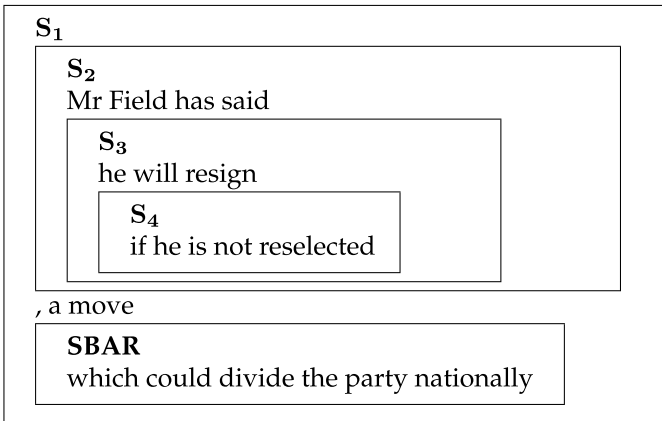 S₁
S₂
Mr Field has said
S₃
he will resign
S₄
if he is not reselected
, a move
SBAR
which could divide the party nationally